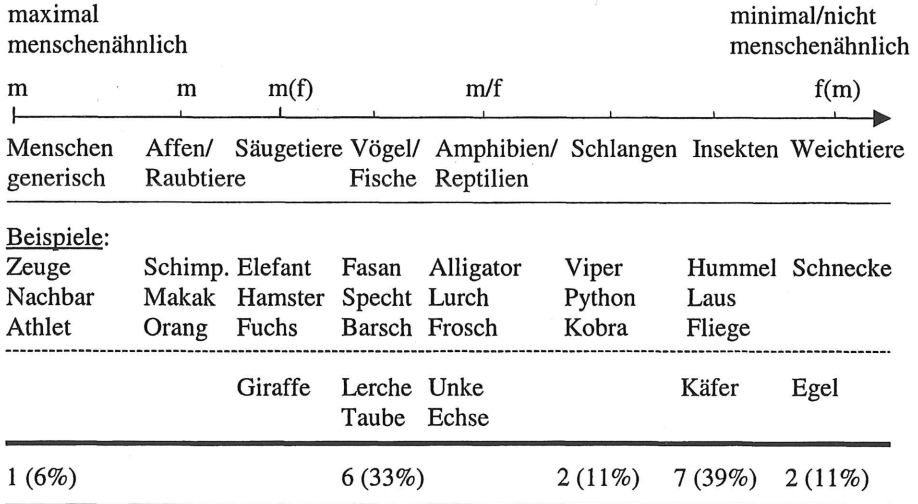 maximal minimal/nicht
menschenähnlich menschenähnlich
m m m(f) m/f f(m)
Menschen Affen/ Säugetiere Vögel/ Amphibien/ Schlangen Insekten Weichtiere
generisch Raubtiere Fische Reptilien
Beispiele:
Zeuge Schimp. Elefant Fasan Alligator Viper Hummel Schnecke
Nachbar Makak Hamster Specht Lurch Python Laus
Athlet Orang Fuchs Barsch Frosch Kobra Fliege
Giraffe Lerche Unke Käfer Egel
Taube Echse
1 (6%) 6 (33%) 2 (11%) 7 (39%) 2 (11%)